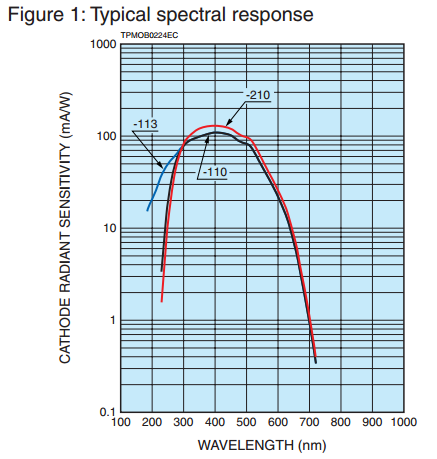 Figure 1: Typical spectral response
TPMOB0224EC
1000
100
10
1
0.1
CATHODE RADIANT SENSITIVITY (mA/W)
-210
-113
-110
100 200 300 400 500 600 700 800 900 1000
WAVELENGTH (nm)